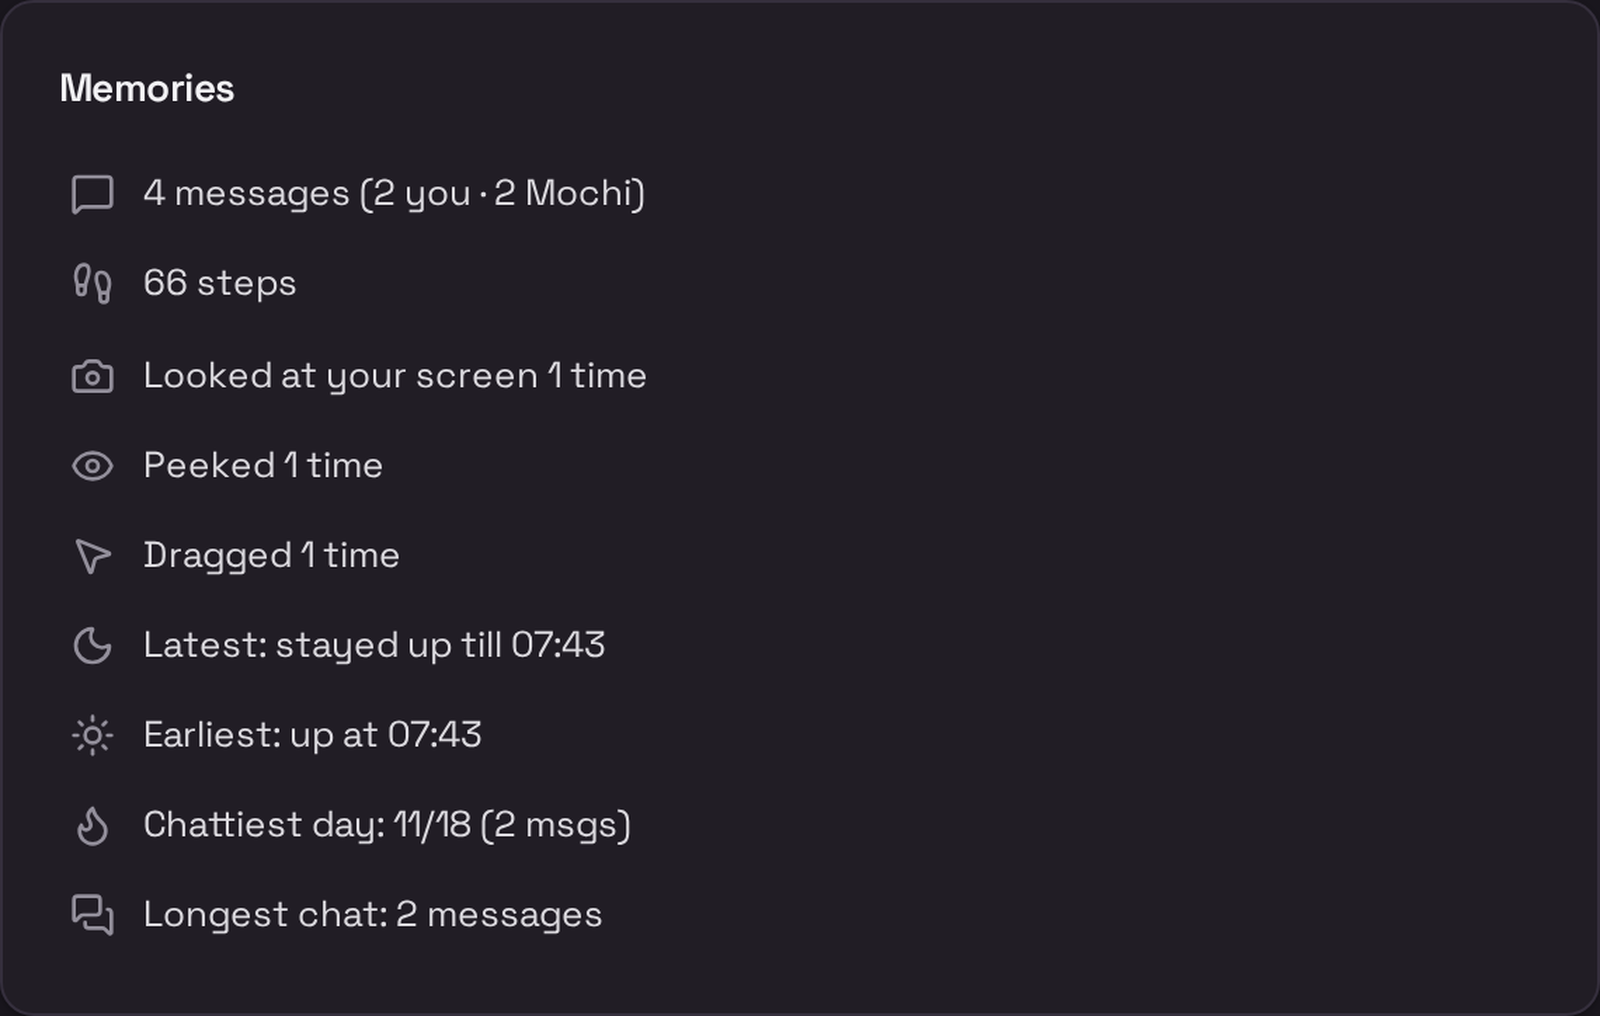 Memories
4 messages (2 you · 2 Mochi)
66 steps
Looked at your screen 1 time
Peeked 1 time
Dragged 1 time
Latest: stayed up till 07:43
Earliest: up at 07:43
Chattiest day: 11/18 (2 msgs)
Longest chat: 2 messages